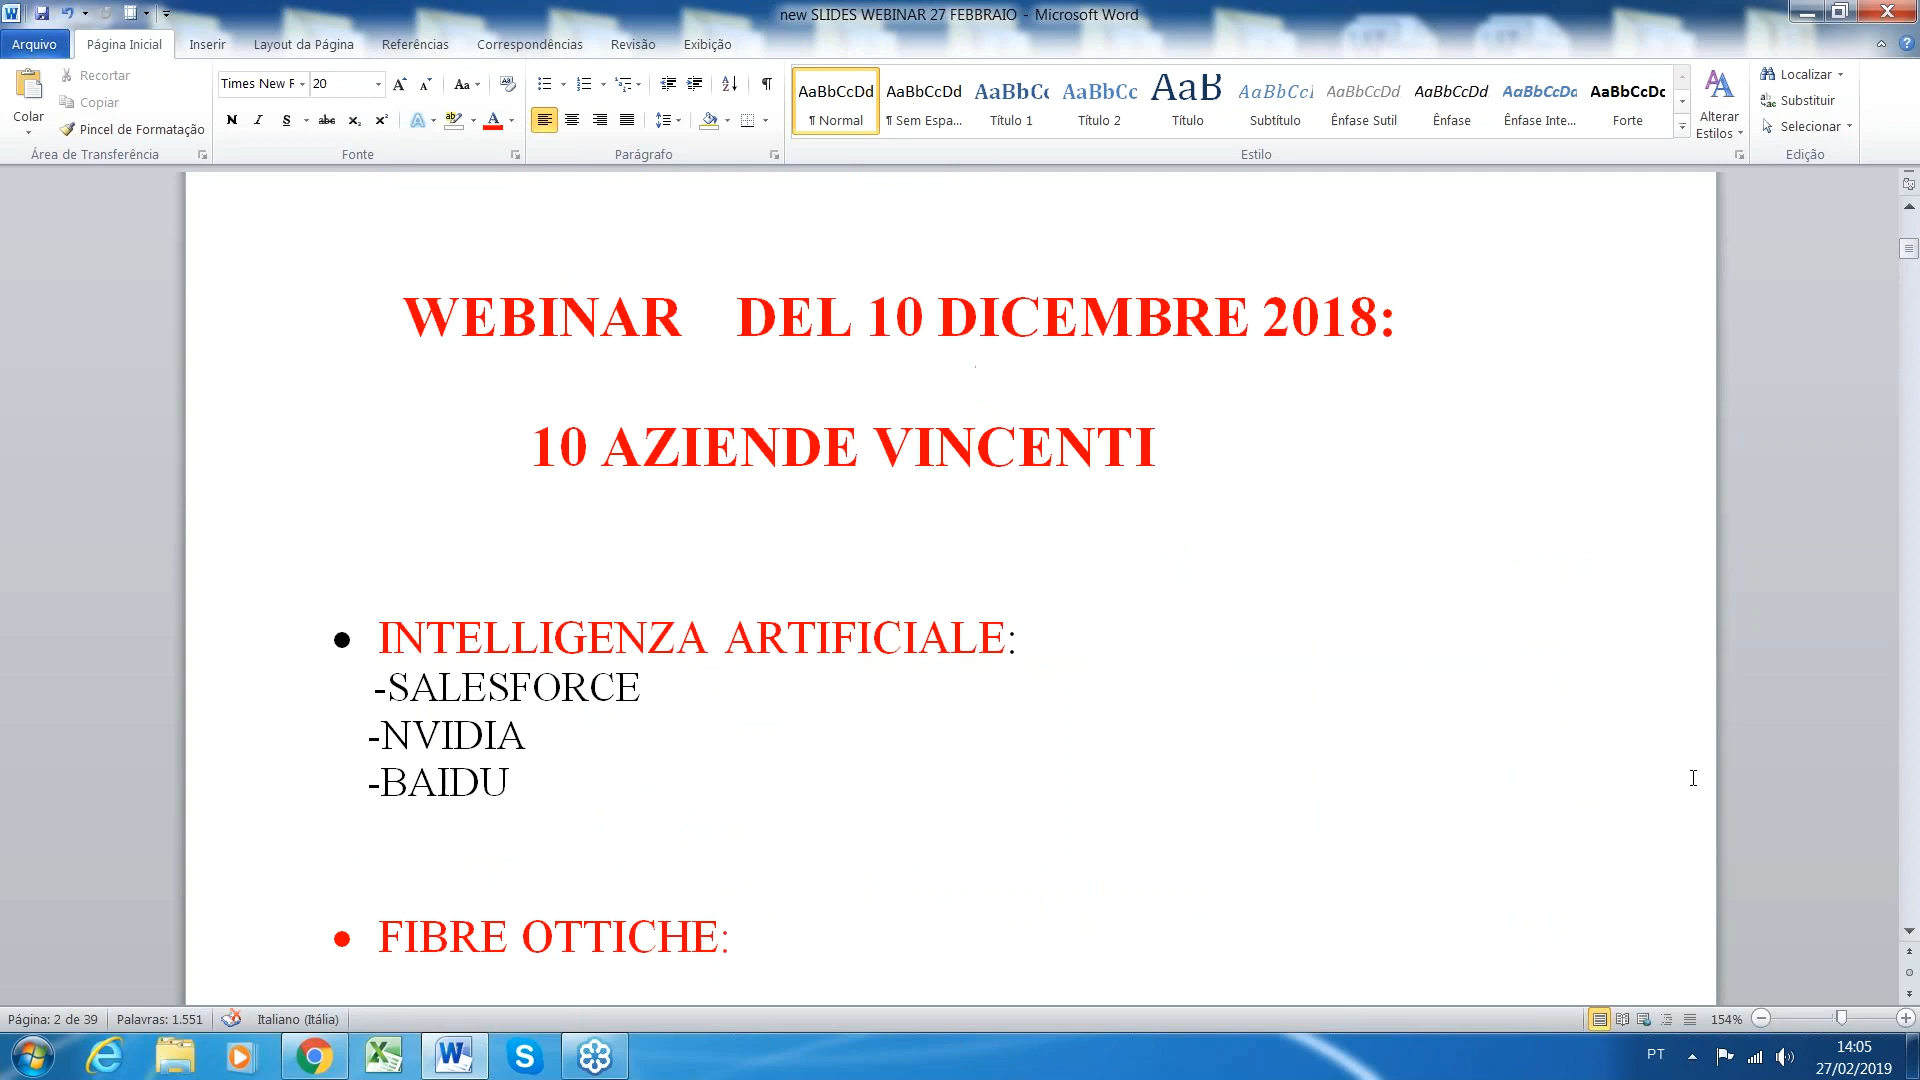 new SLIDES WEBINAR 27 FEBBRAIO - Microsoft Word
Arquivo Página Inicial Inserir Layout da Página Referências Correspondências Revisão Exibição
Colar
Recortar
Copiar
Pincel de Formatação
Área de Transferência
Times New F 20
Fonte
Parágrafo
AaBbCcDd AaBbCcDd AaBbCc AaBbCc AaB AaBbCcI AaBbCcDd AaBbCcDd AaBbCcDd AaBbCcDc
¶ Normal ¶ Sem Espa... Título 1 Título 2 Título Subtítulo Ênfase Sutil Ênfase Ênfase Inte... Forte
Estilo
Alterar
Estilos
Localizar
Substituir
Selecionar
Edição
WEBINAR DEL 10 DICEMBRE 2018:
10 AZIENDE VINCENTI
• INTELLIGENZA ARTIFICIALE:
-SALESFORCE
-NVIDIA
-BAIDU
• FIBRE OTTICHE:
Página: 2 de 39 Palavras: 1.551 Italiano (Itália) 154%
PT
14:05
27/02/2019